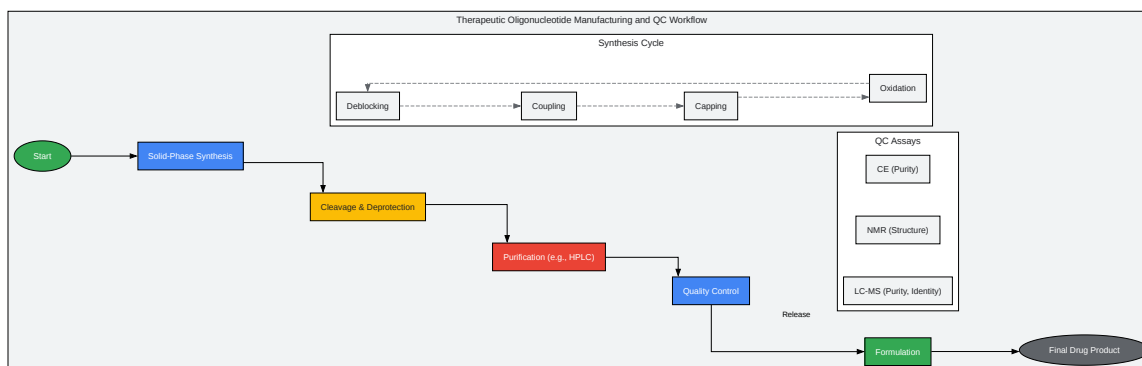 Therapeutic Oligonucleotide Manufacturing and QC Workflow
Synthesis Cycle
Oxidation
Deblocking
Coupling
Capping
QC Assays
Start
Solid-Phase Synthesis
CE (Purity)
Cleavage & Deprotection
NMR (Structure)
Purification (e.g., HPLC)
Quality Control
LC-MS (Purity, Identity)
Release
Formulation
Final Drug Product